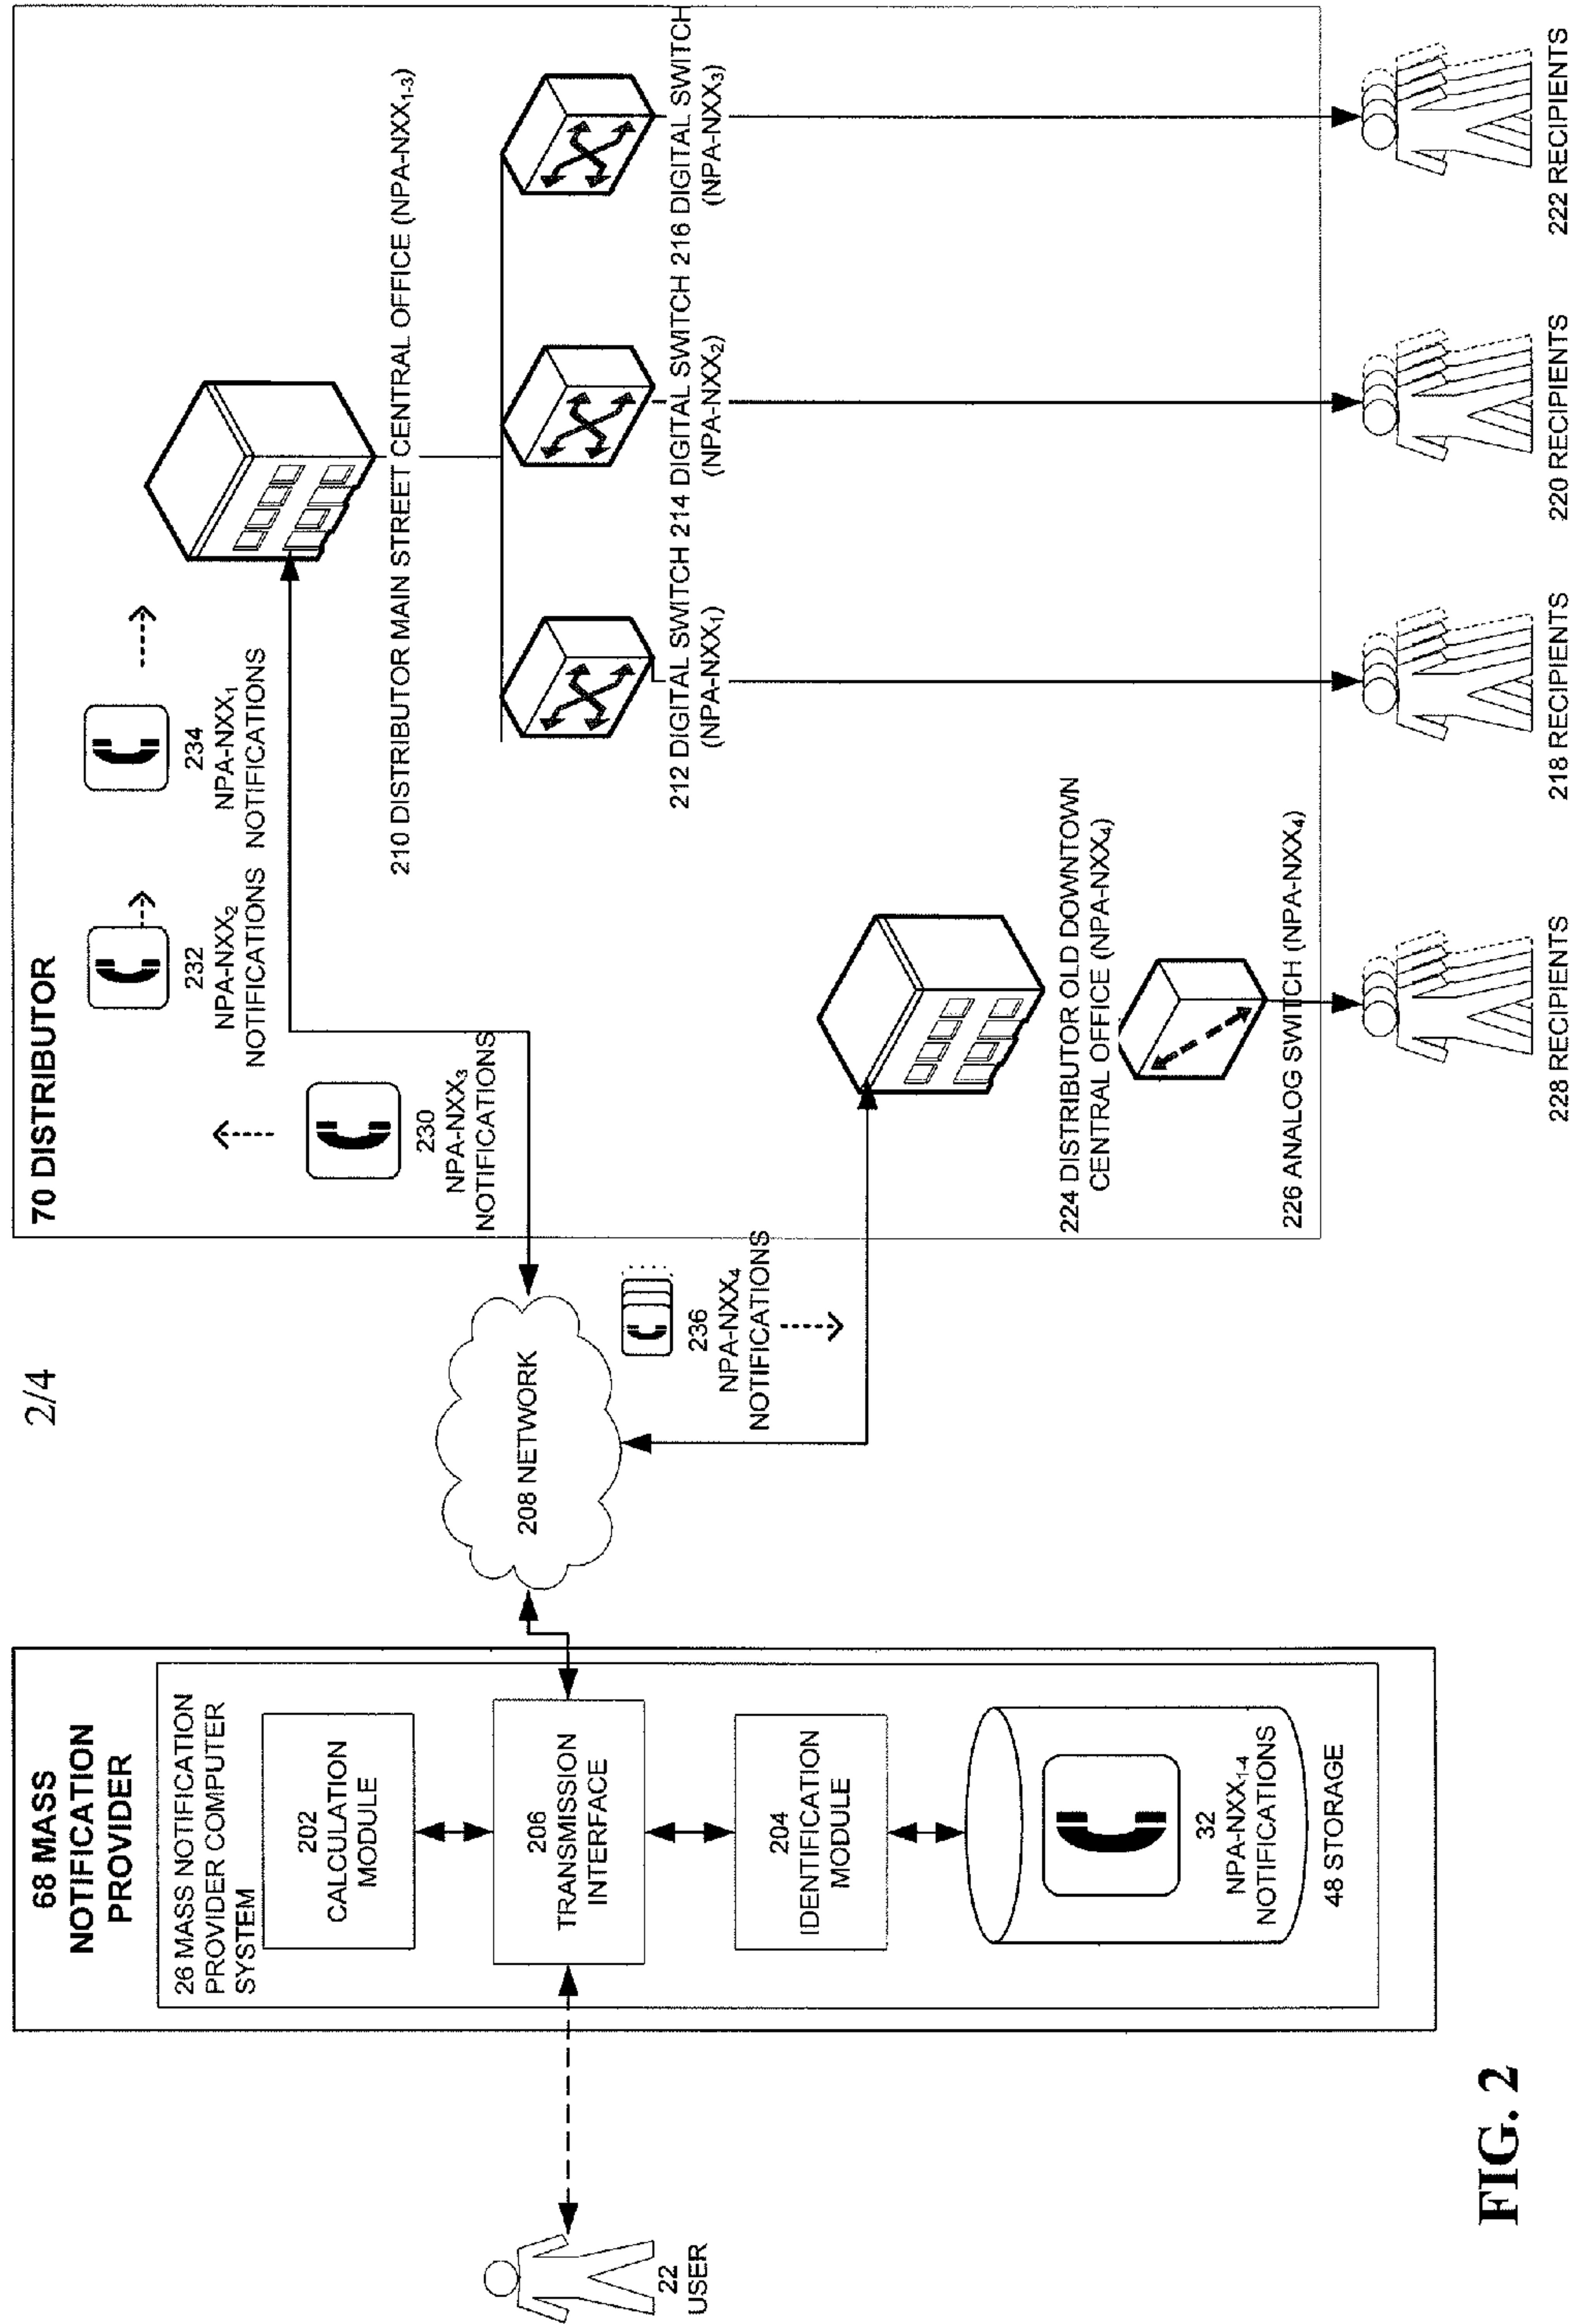 2/4
68 MASS
NOTIFICATION
PROVIDER
26 MASS NOTIFICATION
PROVIDER COMPUTER
SYSTEM
202
CALCULATION
MODULE
206
TRANSMISSION
INTERFACE
204
IDENTIFICATION
MODULE
32
NPA-NXX₁₋₄
NOTIFICATIONS
48 STORAGE
22
USER
208 NETWORK
70 DISTRIBUTOR
230
NPA-NXX₃
NOTIFICATIONS
232
NPA-NXX₂
NOTIFICATIONS
234
NPA-NXX₁
NOTIFICATIONS
236
NPA-NXX₄
NOTIFICATIONS
210 DISTRIBUTOR MAIN STREET CENTRAL OFFICE (NPA-NXX₁₋₃)
212 DIGITAL SWITCH
(NPA-NXX₁)
214 DIGITAL SWITCH
(NPA-NXX₂)
216 DIGITAL SWITCH
(NPA-NXX₃)
224 DISTRIBUTOR OLD DOWNTOWN
CENTRAL OFFICE (NPA-NXX₄)
226 ANALOG SWITCH (NPA-NXX₄)
228 RECIPIENTS
218 RECIPIENTS
220 RECIPIENTS
222 RECIPIENTS
FIG. 2